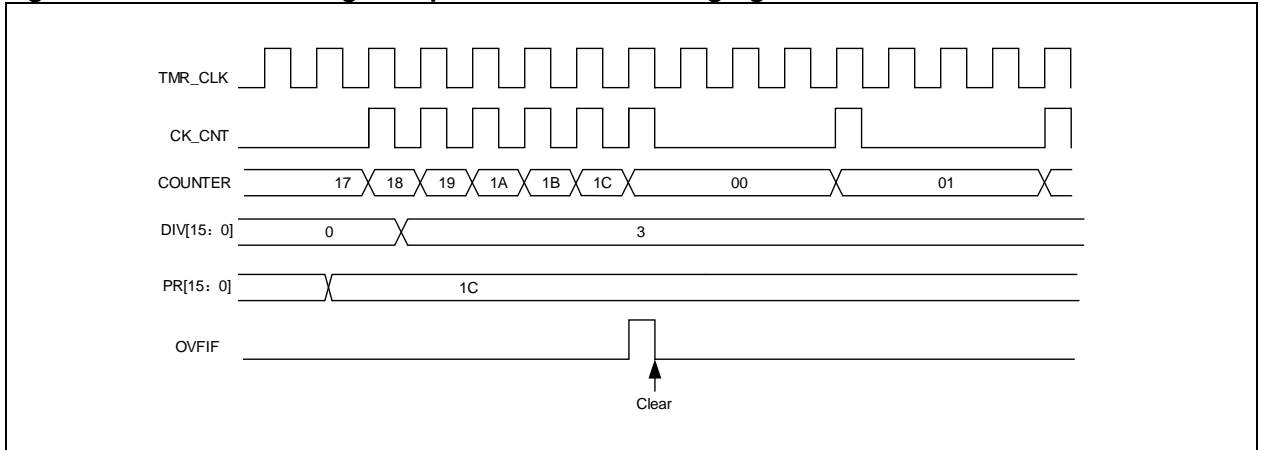 TMR_CLK
CK_CNT
COUNTER 17 18 19 1A 1B 1C 00 01
DIV[15：0] 0 3
PR[15：0] 1C
OVFIF
Clear